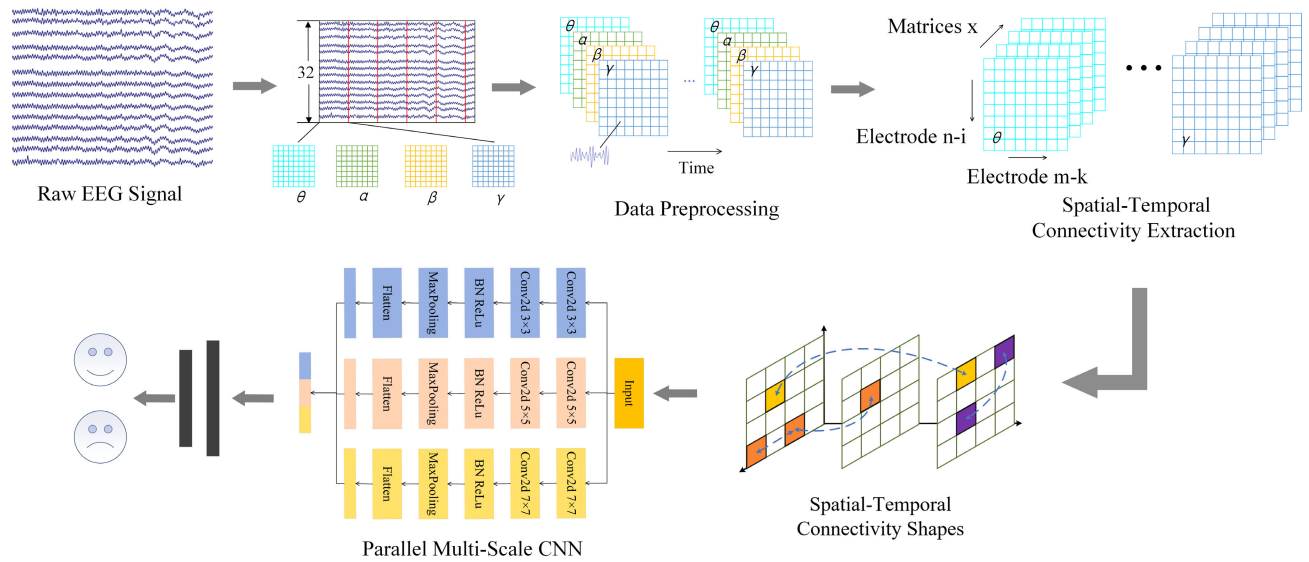 32
θ
α
β
γ
Raw EEG Signal
θ
α
β
γ
...
θ
α
β
γ
Time
Data Preprocessing
Matrices x
Electrode n-i
θ
Electrode m-k
...
γ
Spatial-Temporal
Connectivity Extraction
Flatten
MaxPooling
BN ReLu
Conv2d 3×3
Conv2d 3×3
Flatten
MaxPooling
BN ReLu
Conv2d 5×5
Conv2d 5×5
Input
Flatten
MaxPooling
BN ReLu
Conv2d 7×7
Conv2d 7×7
Parallel Multi-Scale CNN
Spatial-Temporal
Connectivity Shapes